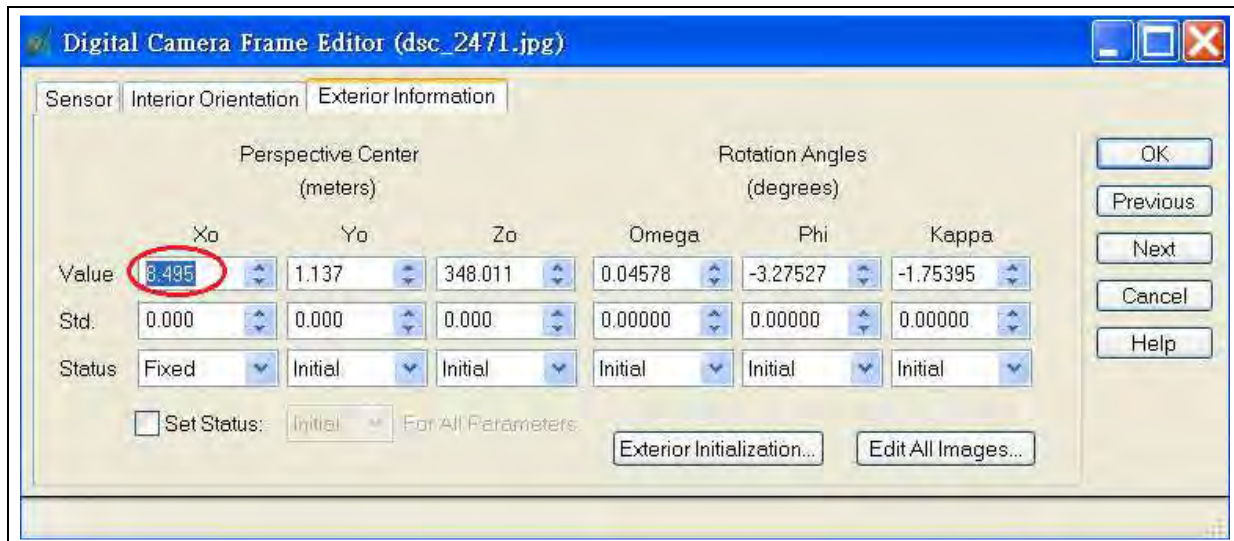 Digital Camera Frame Editor (dsc_2471.jpg)
Sensor Interior Orientation Exterior Information
Perspective Center Rotation Angles
(meters) (degrees)
Xo Yo Zo Omega Phi Kappa
Value 8.495 1.137 348.011 0.04578 -3.27527 -1.75395
Std. 0.000 0.000 0.000 0.00000 0.00000 0.00000
Status Fixed Initial Initial Initial Initial Initial
Set Status: Initial For All Parameters
Exterior Initialization... Edit All Images...
OK
Previous
Next
Cancel
Help